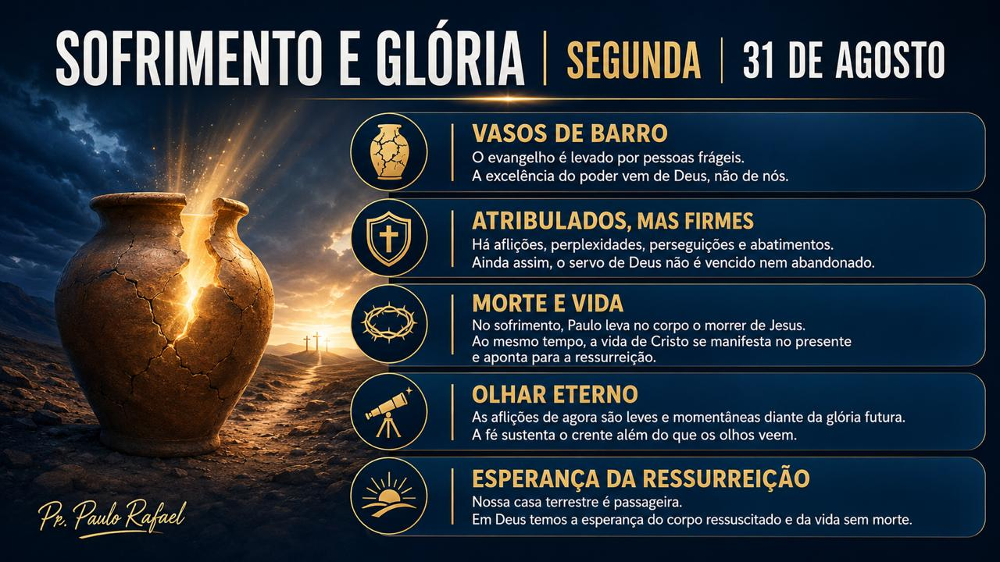 SOFRIMENTO E GLÓRIA | SEGUNDA | 31 DE AGOSTO
VASOS DE BARRO
O evangelho é levado por pessoas frágeis.
A excelência do poder vem de Deus, não de nós.
ATRIBULADOS, MAS FIRMES
Há aflições, perplexidades, perseguições e abatimentos.
Ainda assim, o servo de Deus não é vencido nem abandonado.
MORTE E VIDA
No sofrimento, Paulo leva no corpo o morrer de Jesus.
Ao mesmo tempo, a vida de Cristo se manifesta no presente
e aponta para a ressurreição.
OLHAR ETERNO
As aflições de agora são leves e momentâneas diante da glória futura.
A fé sustenta o crente além do que os olhos veem.
ESPERANÇA DA RESSURREIÇÃO
Nossa casa terrestre é passageira.
Em Deus temos a esperança do corpo ressuscitado e da vida sem morte.
Pr. Paulo Rafael